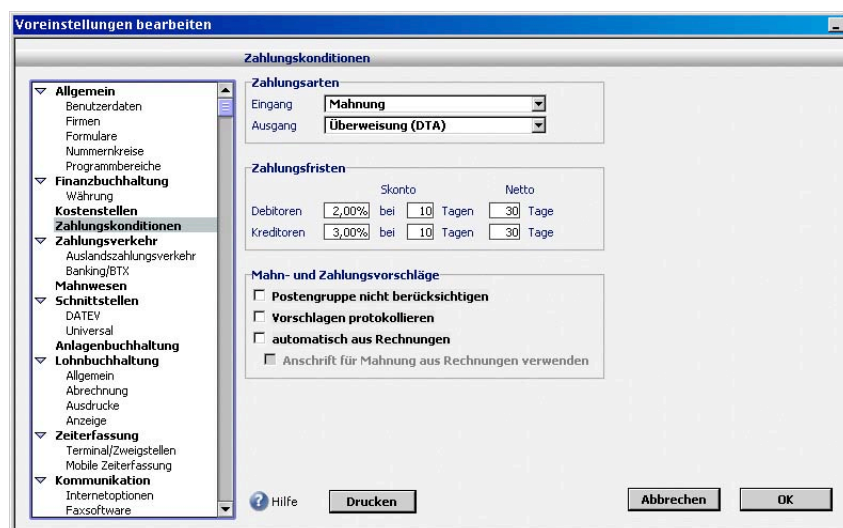 Voreinstellungen bearbeiten
Zahlungskonditionen
Allgemein
Benutzerdaten
Firmen
Formulare
Nummernkreise
Programmbereiche
Finanzbuchhaltung
Währung
Kostenstellen
Zahlungskonditionen
Zahlungsverkehr
Auslandszahlungsverkehr
Banking/BTX
Mahnwesen
Schnittstellen
DATEV
Universal
Anlagenbuchhaltung
Lohnbuchhaltung
Allgemein
Abrechnung
Ausdrucke
Anzeige
Zeiterfassung
Terminal/Zweigstellen
Mobile Zeiterfassung
Kommunikation
Internetoptionen
Faxsoftware
Zahlungsarten
Eingang Mahnung
Ausgang Überweisung (DTA)
Zahlungsfristen
Skonto Netto
Debitoren 2,00% bei 10 Tagen 30 Tage
Kreditoren 3,00% bei 10 Tagen 30 Tage
Mahn- und Zahlungsvorschläge
Postengruppe nicht berücksichtigen
Vorschlagen protokollieren
automatisch aus Rechnungen
Anschrift für Mahnung aus Rechnungen verwenden
? Hilfe Drucken Abbrechen OK